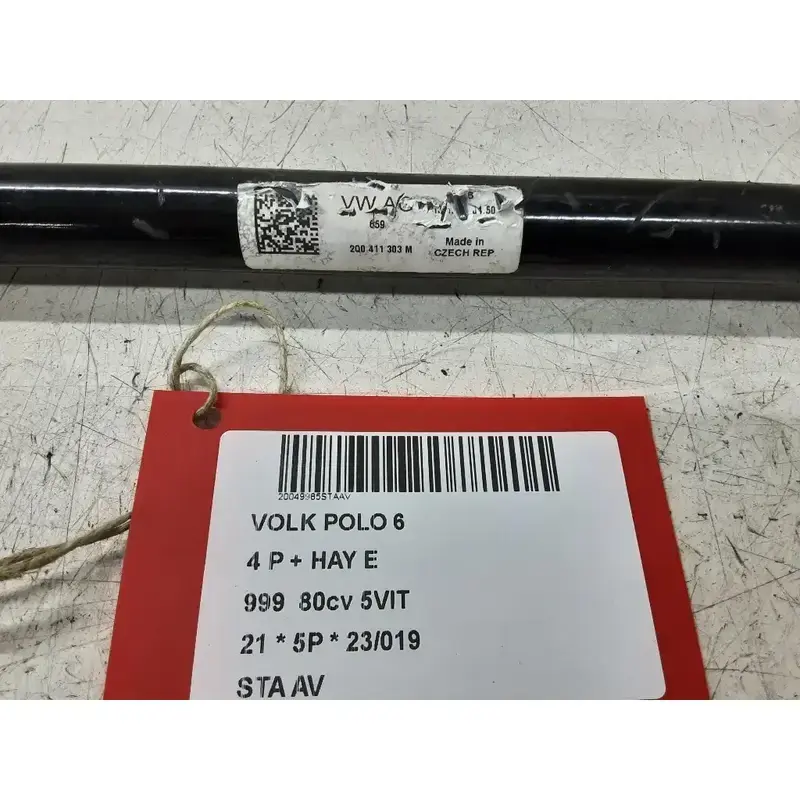 VW AC
659
2Q0 411 303 M
Made in
CZECH REP
20049985STAAV
VOLK POLO 6
4 P + HAY E
999 80cv 5VIT
21 * 5P * 23/019
STA AV